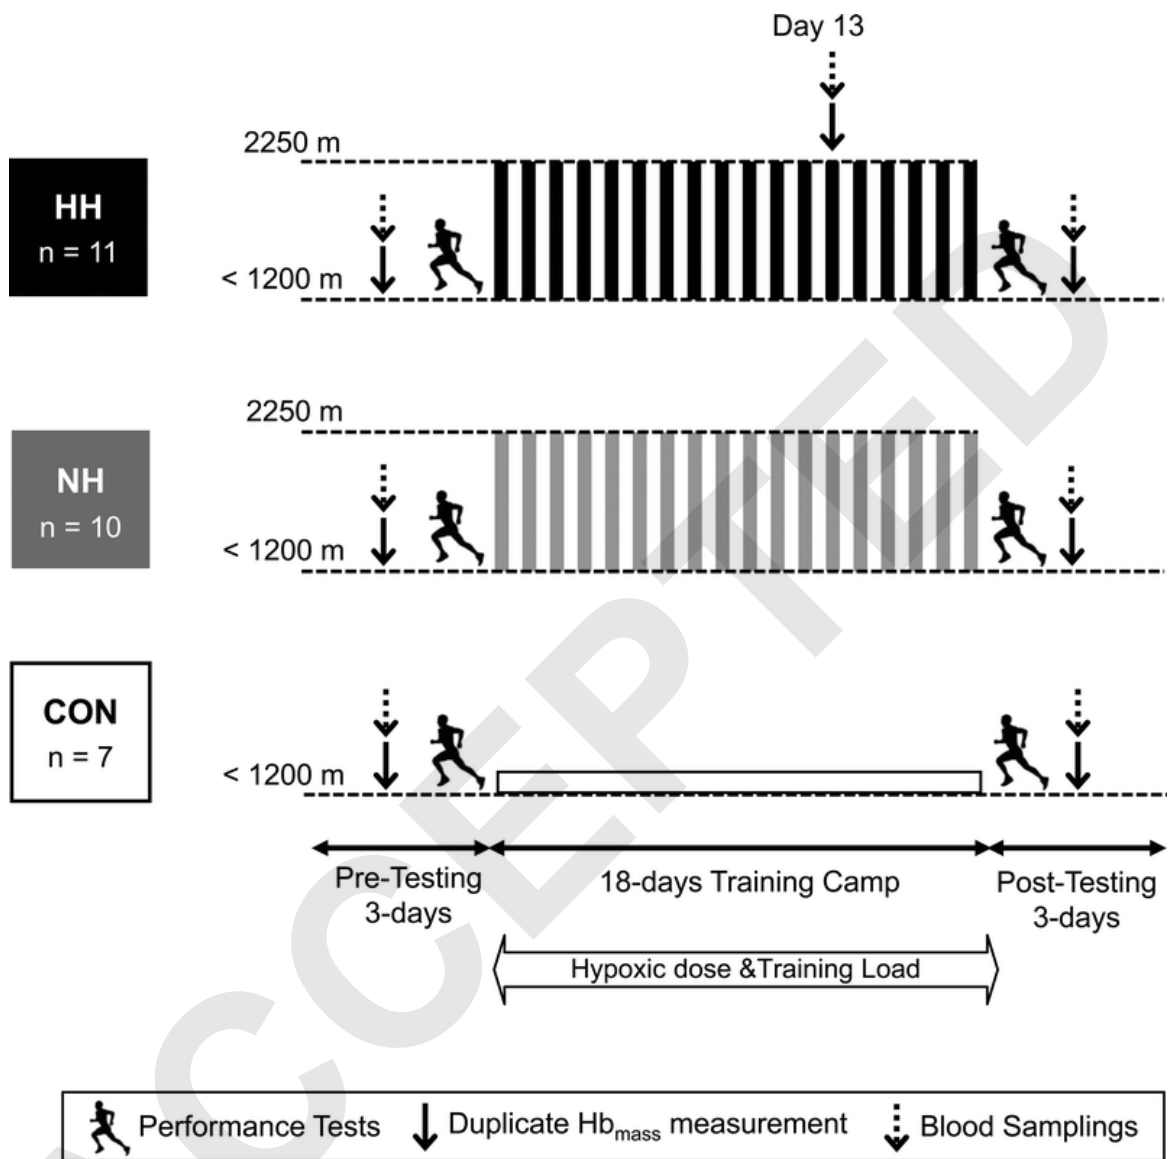 Day 13
2250 m
HH
n = 11
< 1200 m
2250 m
NH
n = 10
< 1200 m
CON
n = 7
< 1200 m
Pre-Testing
3-days
18-days Training Camp
Post-Testing
3-days
Hypoxic dose &Training Load
Performance Tests
Duplicate Hbmass measurement
Blood Samplings
ACCEPTED